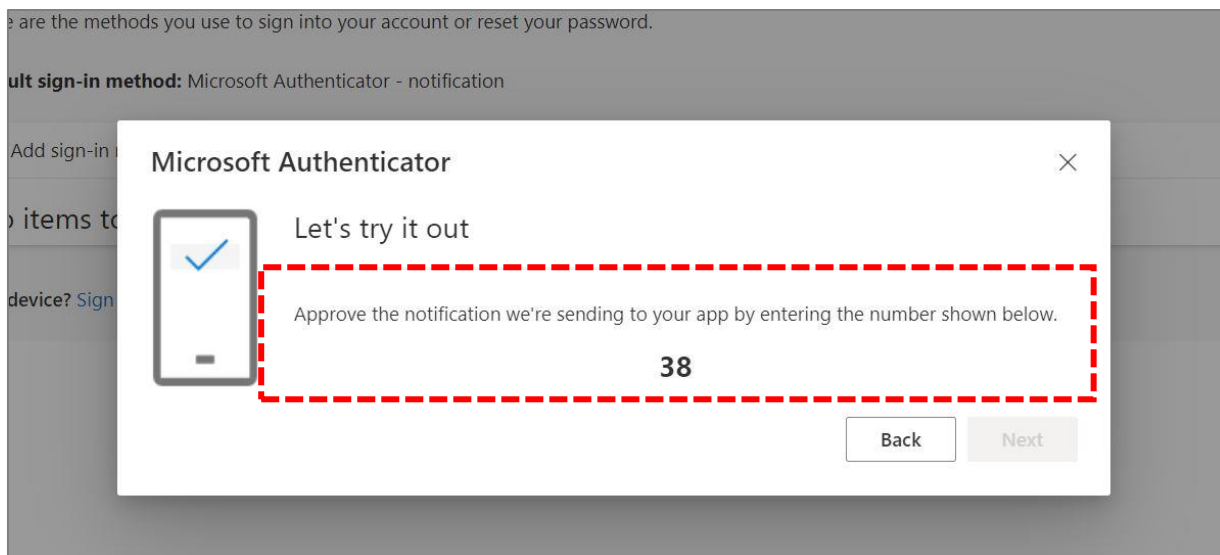 are the methods you use to sign into your account or reset your password.
ult sign-in method: Microsoft Authenticator - notification
Add sign-in
Microsoft Authenticator
items to
Let's try it out
device? Sign
Approve the notification we're sending to your app by entering the number shown below.
38
Back
Next